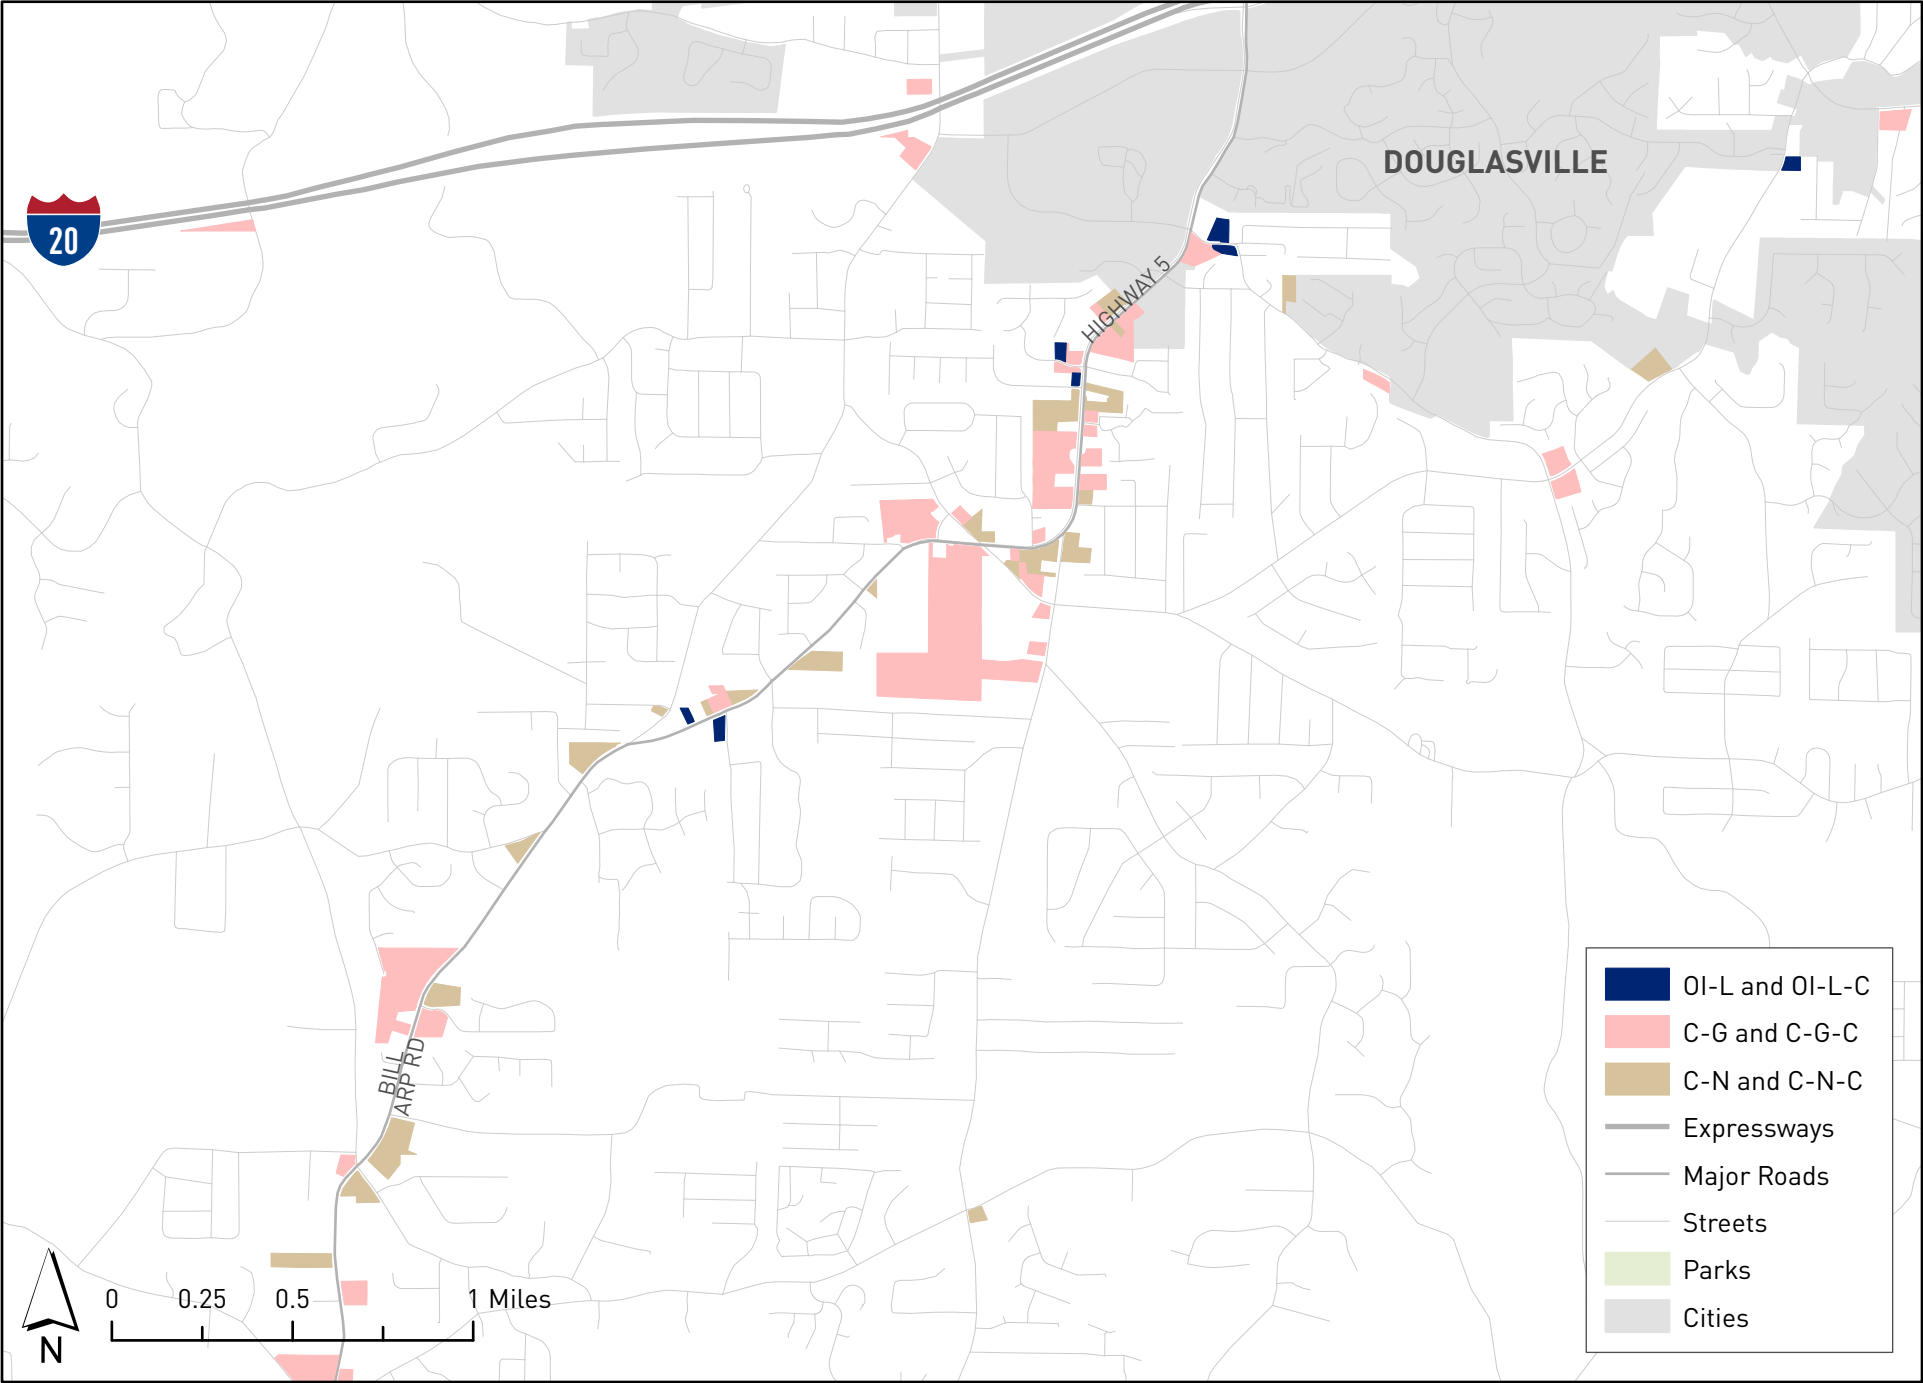 DOUGLASVILLE
20
HIGHWAY 5
BILL
ARP RD
OI-L and OI-L-C
C-G and C-G-C
C-N and C-N-C
Expressways
Major Roads
Streets
Parks
Cities
0 0.25 0.5 1 Miles
N